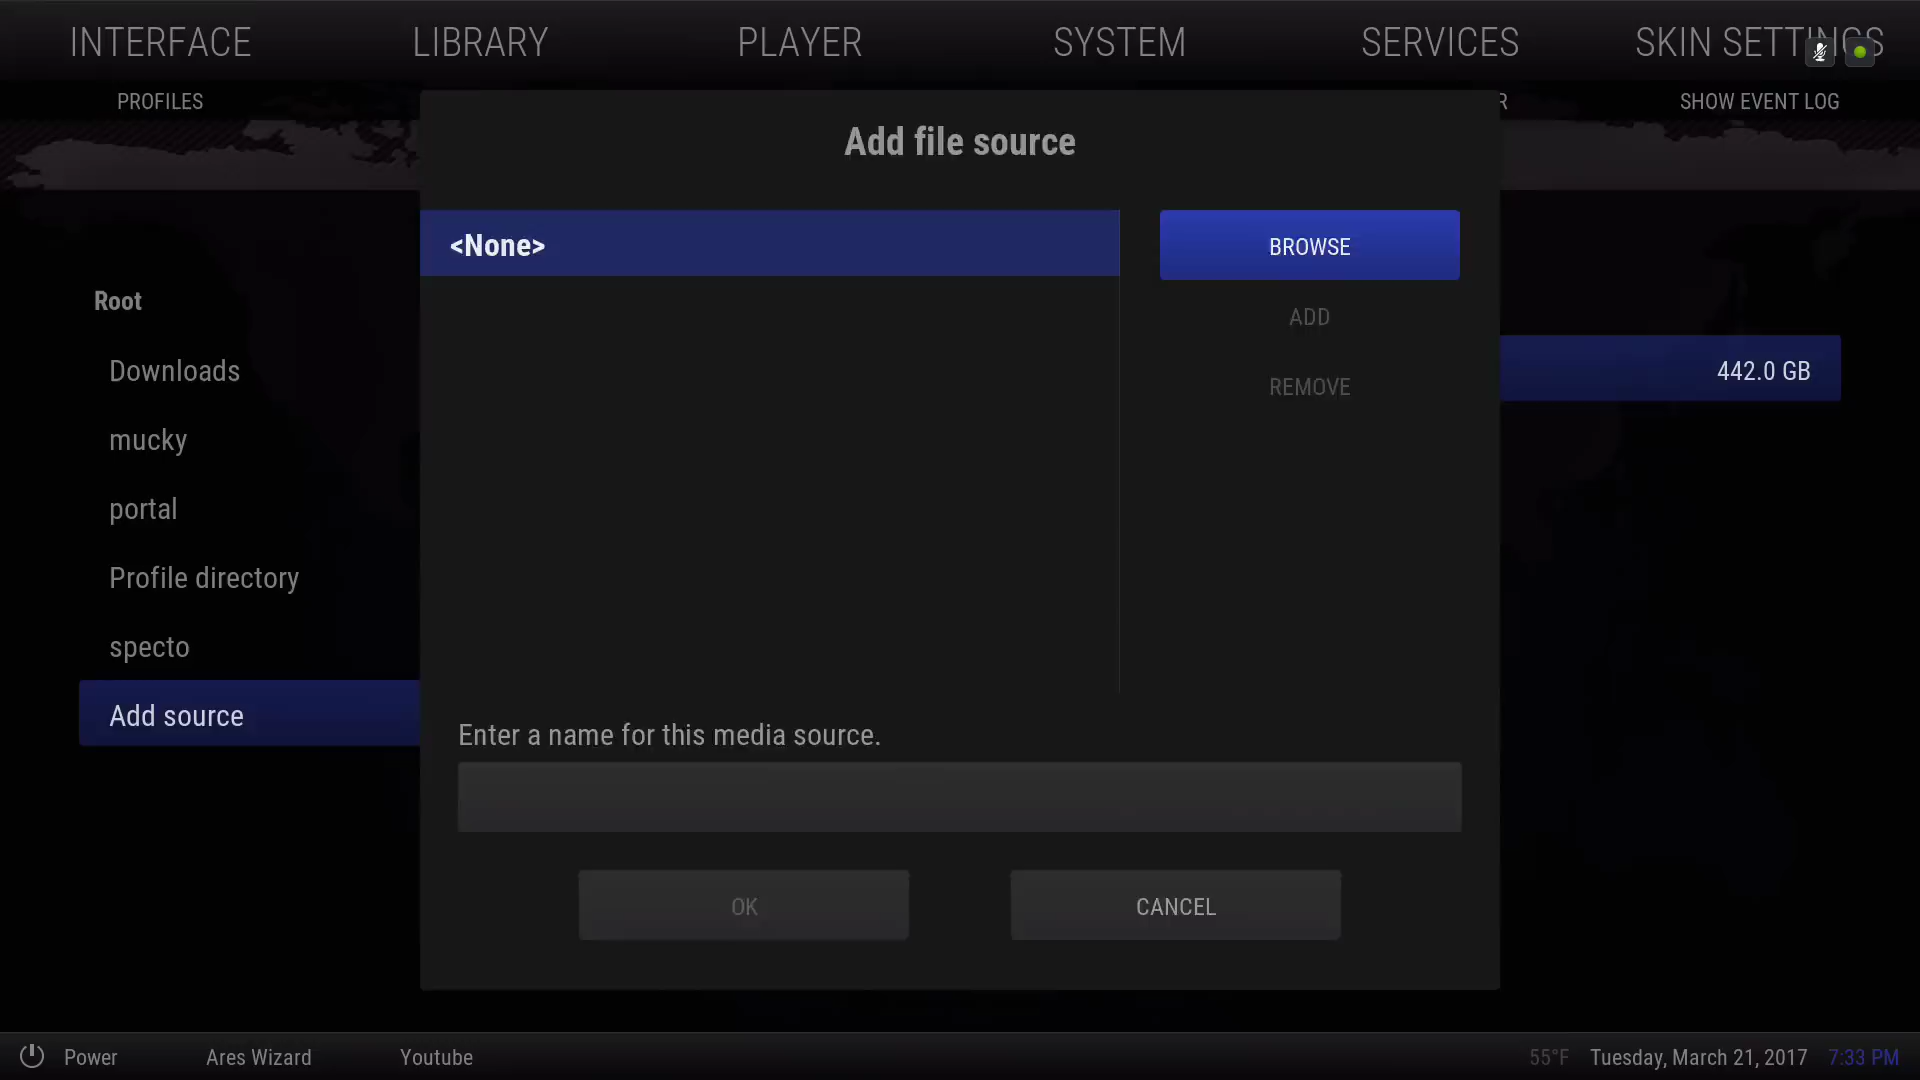 INTERFACE LIBRARY PLAYER SYSTEM SERVICES SKIN SETTINGS
PROFILES R SHOW EVENT LOG
Add file source
<None> BROWSE
Root
ADD
Downloads 442.0 GB
REMOVE
mucky
portal
Profile directory
specto
Add source
Enter a name for this media source.
OK CANCEL
Power Ares Wizard Youtube 55°F Tuesday, March 21, 2017 7:33 PM